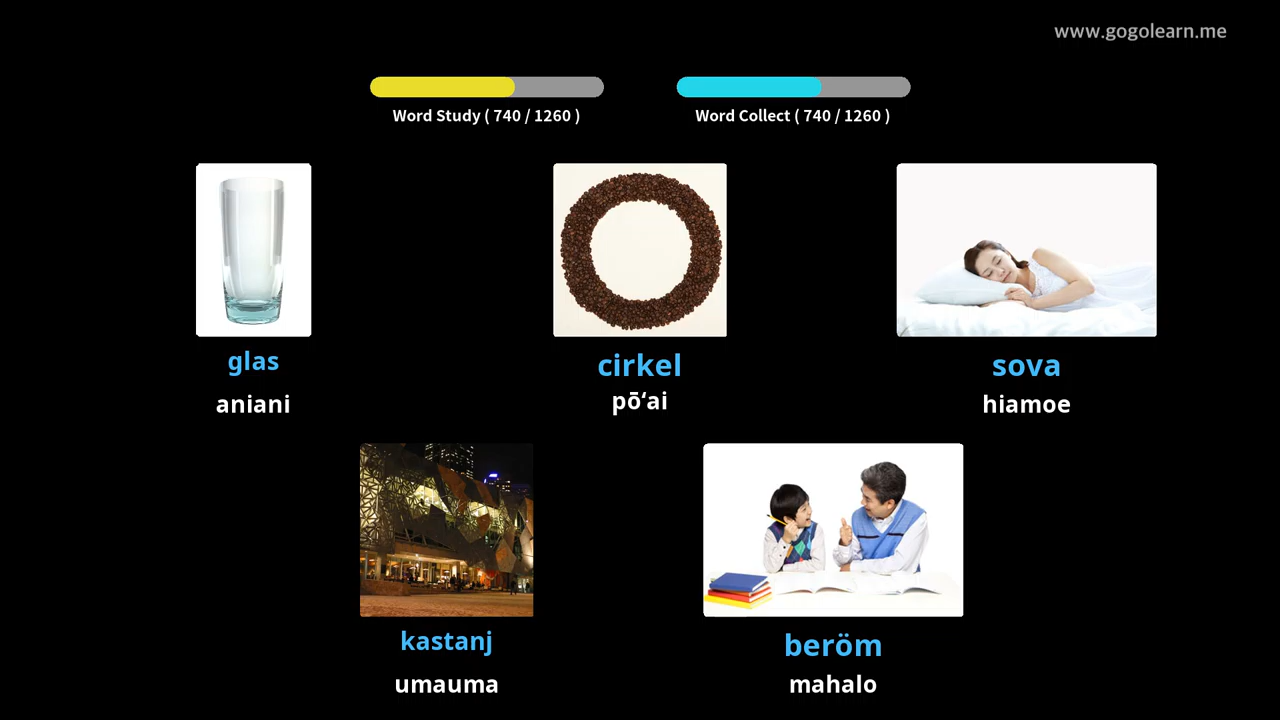 www.gogolearn.me
Word Study ( 740 / 1260 )
Word Collect ( 740 / 1260 )
glas
aniani
cirkel
pōʻai
sova
hiamoe
kastanj
umauma
beröm
mahalo